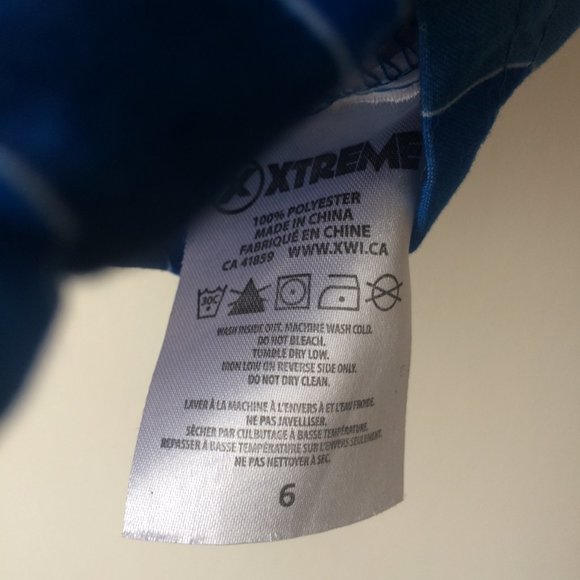 X XTREME
100% POLYESTER
MADE IN CHINA
FABRIQUÉ EN CHINE
CA 41859 WWW.XWI.CA
30C
WASH INSIDE OUT. MACHINE WASH COLD.
DO NOT BLEACH.
TUMBLE DRY LOW.
IRON LOW ON REVERSE SIDE ONLY.
DO NOT DRY CLEAN.
LAVER À LA MACHINE À L'ENVERS À ET L'EAU FROIDE.
NE PAS JAVELLISER.
SÉCHER PAR CULBUTAGE À BASSE TEMPÉRATURE.
REPASSER À BASSE TEMPÉRATURE SUR L'ENVERS SEULEMENT.
NE PAS NETTOYER À SEC.
6